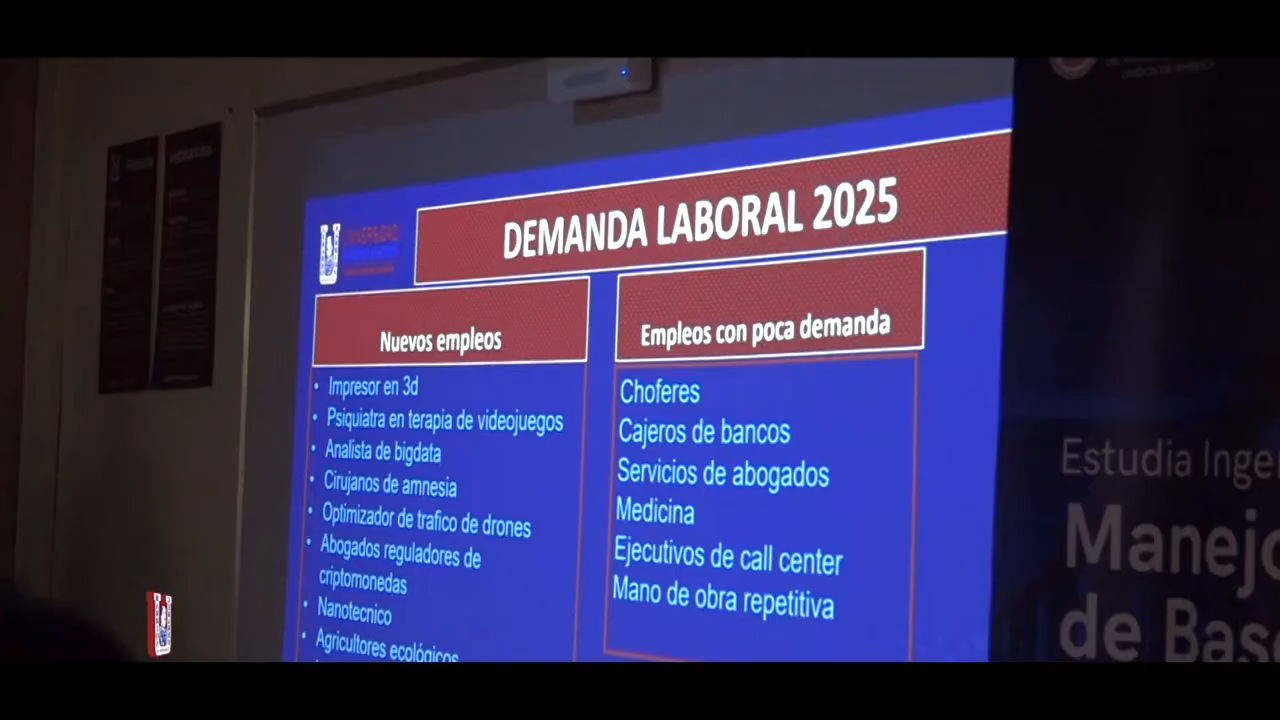 DEMANDA LABORAL 2025
Nuevos empleos
• Impresor en 3d
• Psiquiatra en terapia de videojuegos
• Analista de bigdata
• Cirujanos de amnesia
• Optimizador de trafico de drones
• Abogados reguladores de
criptomonedas
• Nanotecnico
• Agricultores ecológicos
Empleos con poca demanda
Choferes
Cajeros de bancos
Servicios de abogados
Medicina
Ejecutivos de call center
Mano de obra repetitiva
UNIVERSIDAD
Estudia Inge
Manejo
de Bas